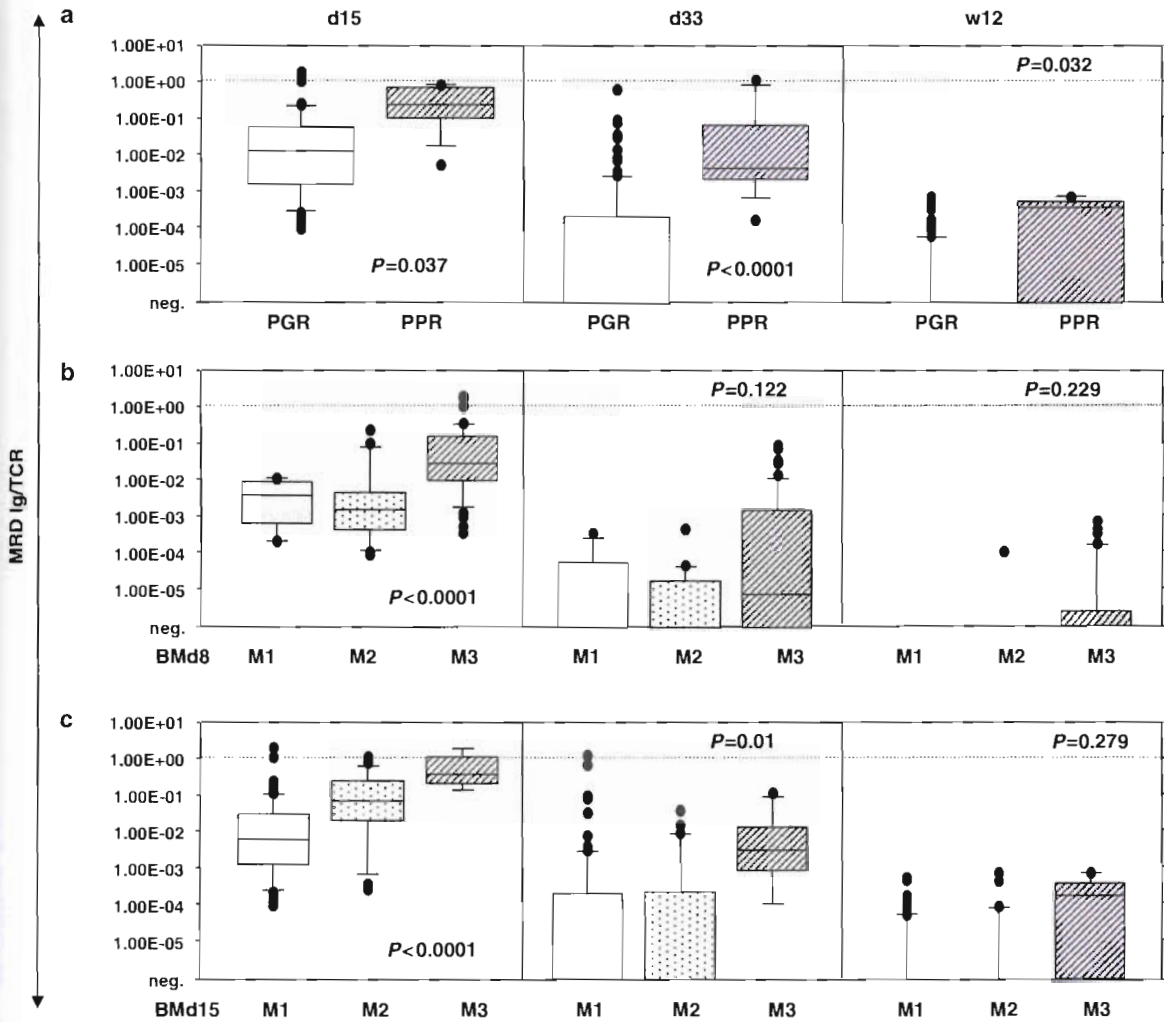 a d15 d33 w12
1.00E+01
1.00E+00
1.00E-01
1.00E-02
1.00E-03
1.00E-04
1.00E-05
neg.
P=0.037
P<0.0001
P=0.032
PGR PPR PGR PPR PGR PPR
MRD Ig/TCR
b
1.00E+01
1.00E+00
1.00E-01
1.00E-02
1.00E-03
1.00E-04
1.00E-05
neg.
P<0.0001
P=0.122
P=0.229
BMd8 M1 M2 M3 M1 M2 M3 M1 M2 M3
c
1.00E+01
1.00E+00
1.00E-01
1.00E-02
1.00E-03
1.00E-04
1.00E-05
neg.
P<0.0001
P=0.01
P=0.279
BMd15 M1 M2 M3 M1 M2 M3 M1 M2 M3